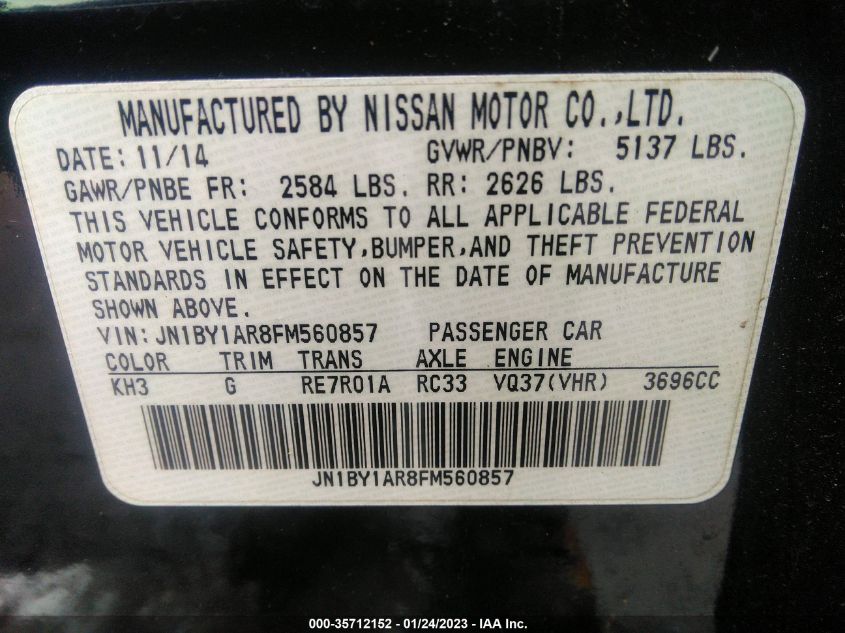 MANUFACTURED BY NISSAN MOTOR CO.,LTD.
DATE: 11/14 GVWR/PNBV: 5137 LBS.
GAWR/PNBE FR: 2584 LBS. RR: 2626 LBS.
THIS VEHICLE CONFORMS TO ALL APPLICABLE FEDERAL
MOTOR VEHICLE SAFETY,BUMPER,AND THEFT PREVENTION
STANDARDS IN EFFECT ON THE DATE OF MANUFACTURE
SHOWN ABOVE.
VIN:JN1BY1AR8FM560857 PASSENGER CAR
COLOR TRIM TRANS AXLE ENGINE
KH3 G RE7R01A RC33 VQ37(VHR) 3696CC
JN1BY1AR8FM560857
000-35712152 - 01/24/2023 - IAA Inc.